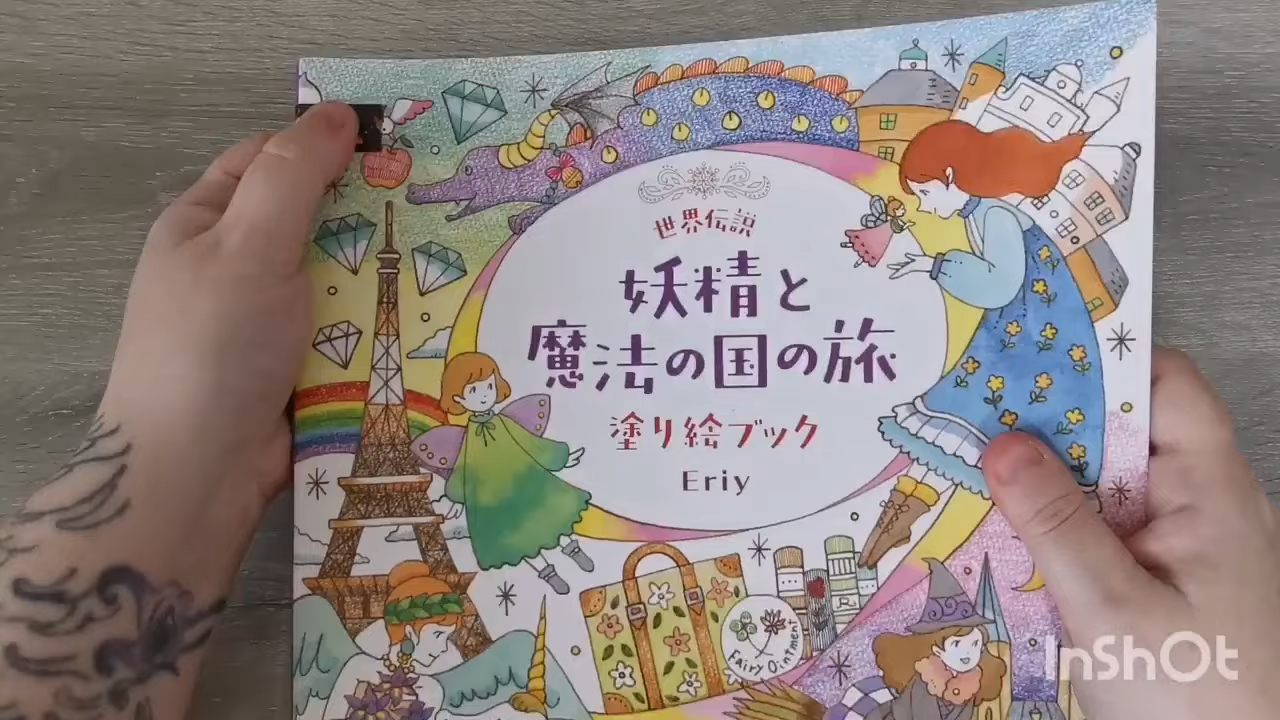 世界伝説
妖精と
魔法の国の旅
塗り絵ブック
Eriy
Fairy Ointment
InShOt